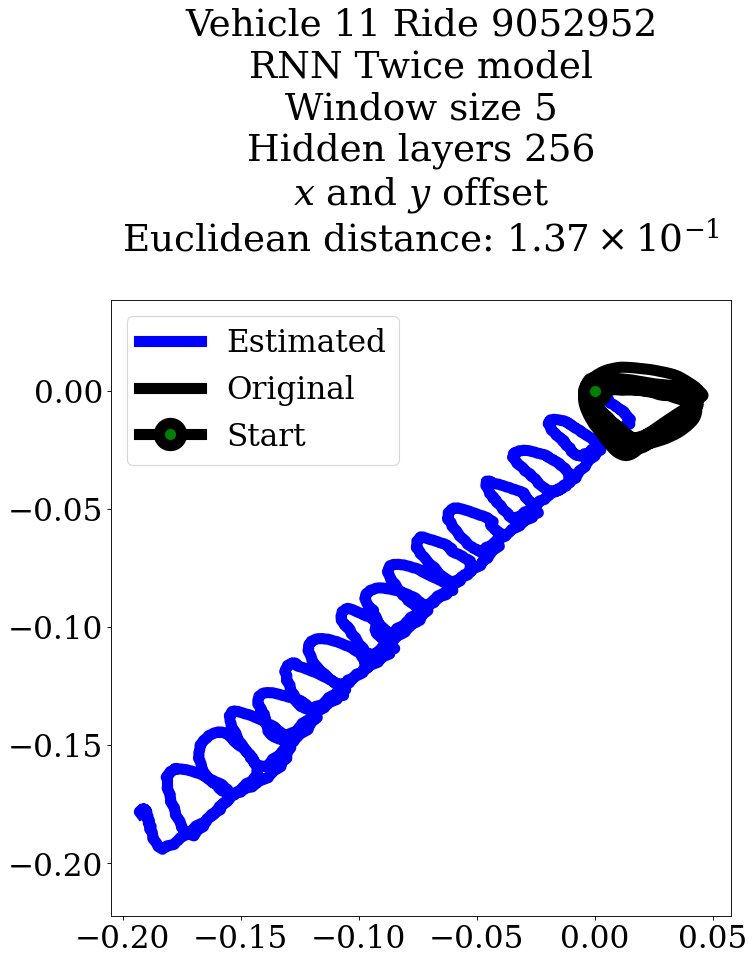 Vehicle 11 Ride 9052952
RNN Twice model
Window size 5
Hidden layers 256
x and y offset
Euclidean distance: 1.37 × 10⁻¹
Estimated
Original
Start
0.00
−0.05
−0.10
−0.15
−0.20
−0.20 −0.15 −0.10 −0.05 0.00 0.05